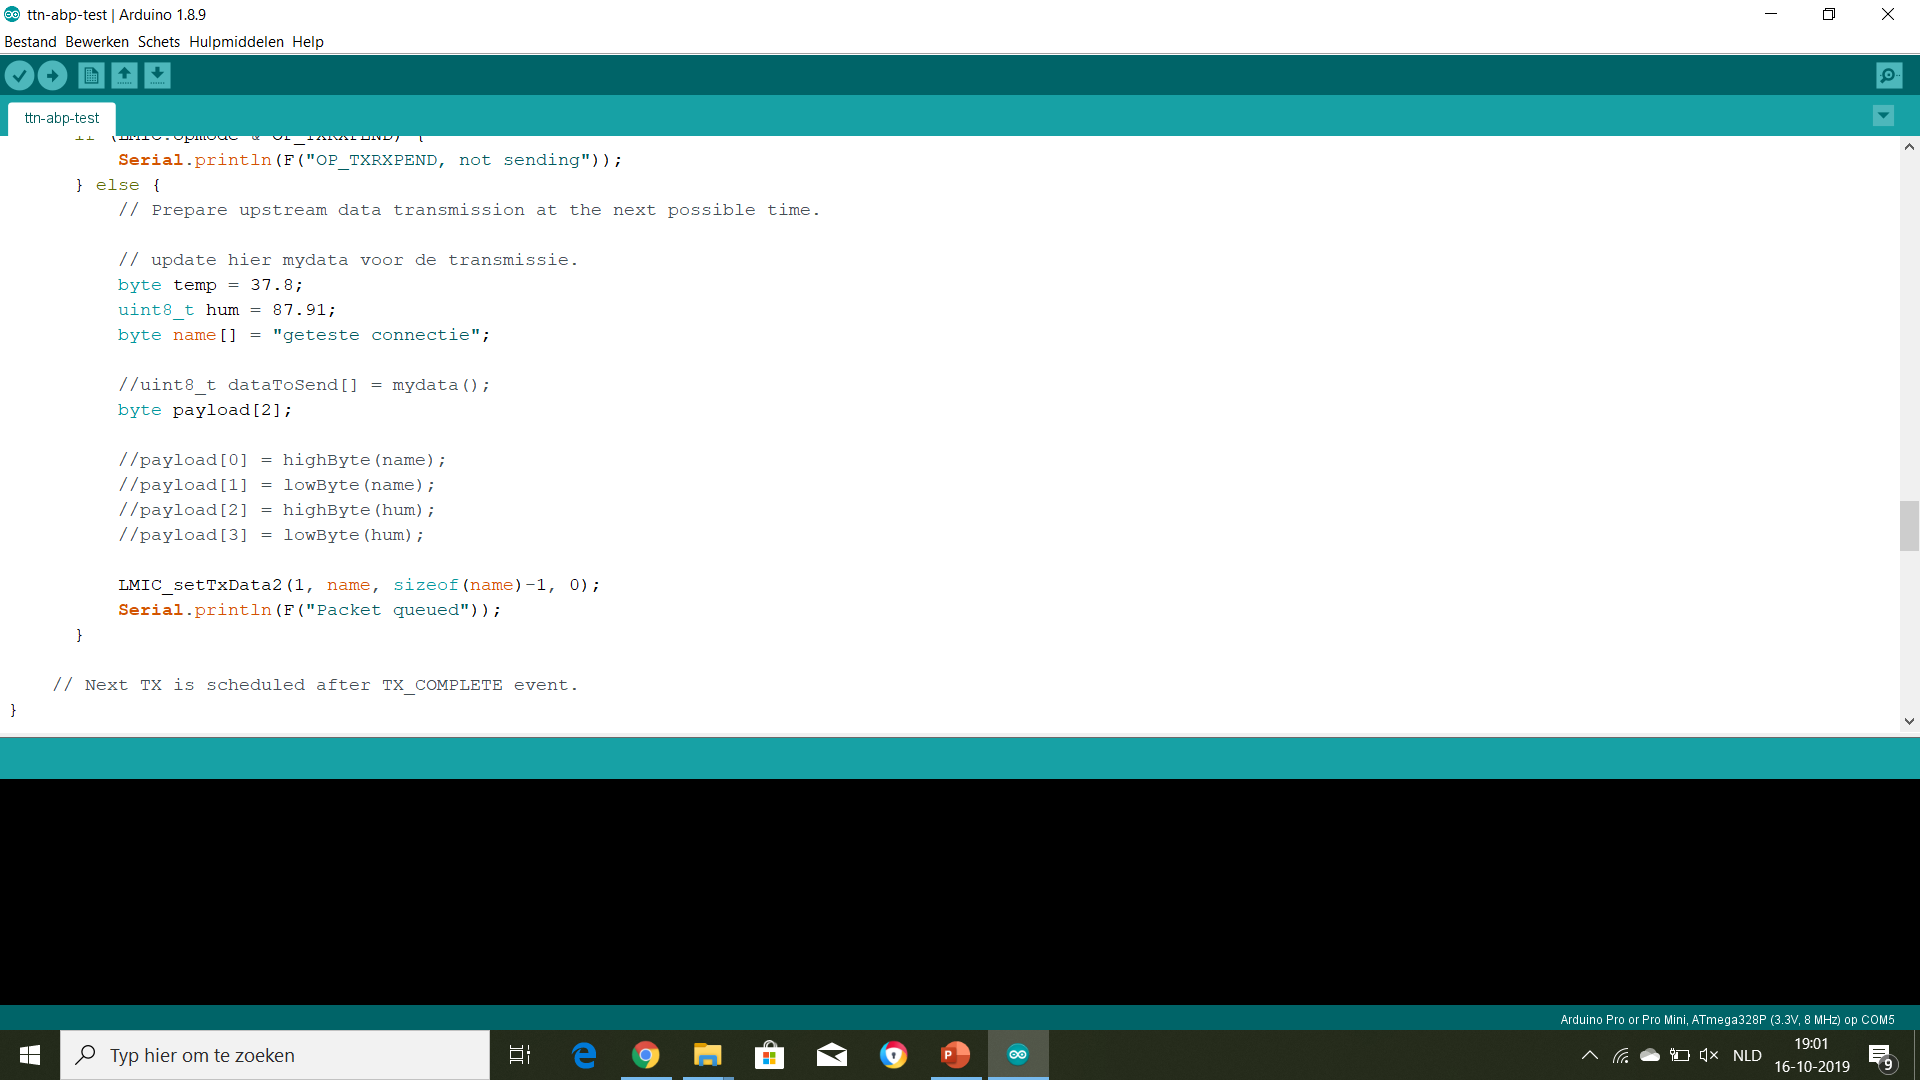 ttn-abp-test | Arduino 1.8.9
Bestand Bewerken Schets Hulpmiddelen Help
ttn-abp-test
if (LMIC.opmode & OP_TXRXPEND) {
Serial.println(F("OP_TXRXPEND, not sending"));
} else {
// Prepare upstream data transmission at the next possible time.
// update hier mydata voor de transmissie.
byte temp = 37.8;
uint8_t hum = 87.91;
byte name[] = "geteste connectie";
//uint8_t dataToSend[] = mydata();
byte payload[2];
//payload[0] = highByte(name);
//payload[1] = lowByte(name);
//payload[2] = highByte(hum);
//payload[3] = lowByte(hum);
LMIC_setTxData2(1, name, sizeof(name)-1, 0);
Serial.println(F("Packet queued"));
}
// Next TX is scheduled after TX_COMPLETE event.
}
Arduino Pro or Pro Mini, ATmega328P (3.3V, 8 MHz) op COM5
Typ hier om te zoeken
NLD
19:01
16-10-2019
9